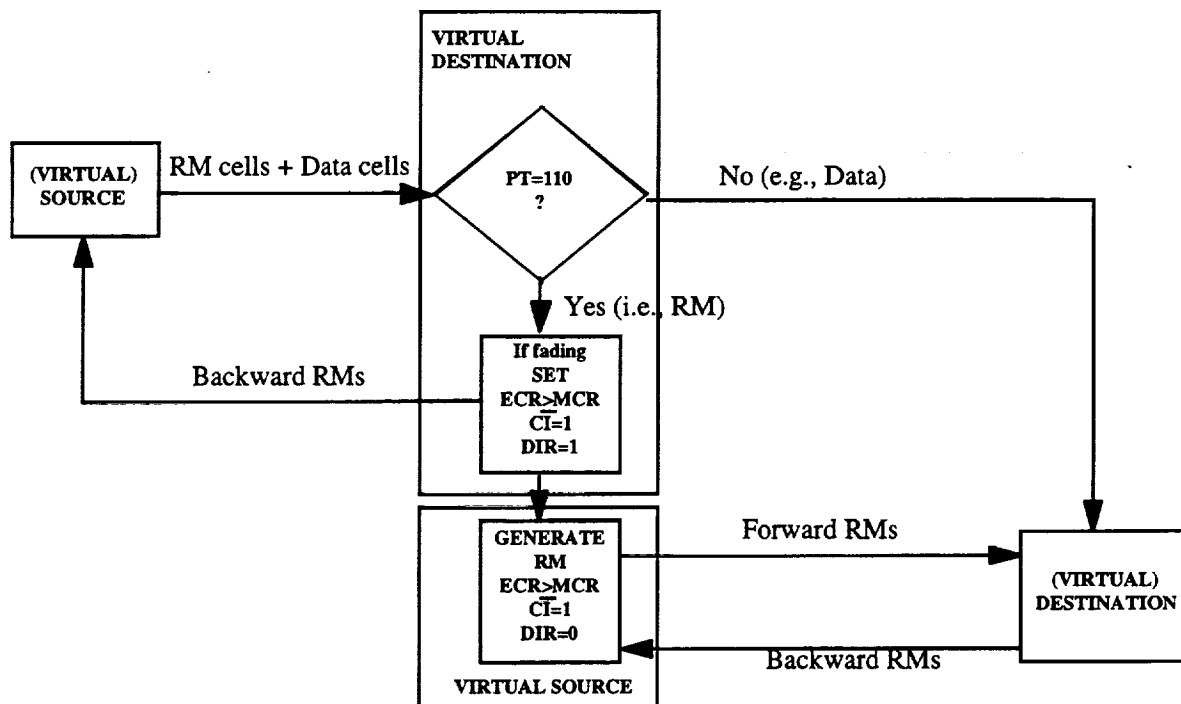 VIRTUAL
DESTINATION
(VIRTUAL)
SOURCE
RM cells + Data cells
PT=110
?
No (e.g., Data)
Yes (i.e., RM)
Backward RMs
If fading
SET
ECR>MCR
CI=1
DIR=1
GENERATE
RM
ECR>MCR
CI=1
DIR=0
VIRTUAL SOURCE
Forward RMs
(VIRTUAL)
DESTINATION
Backward RMs